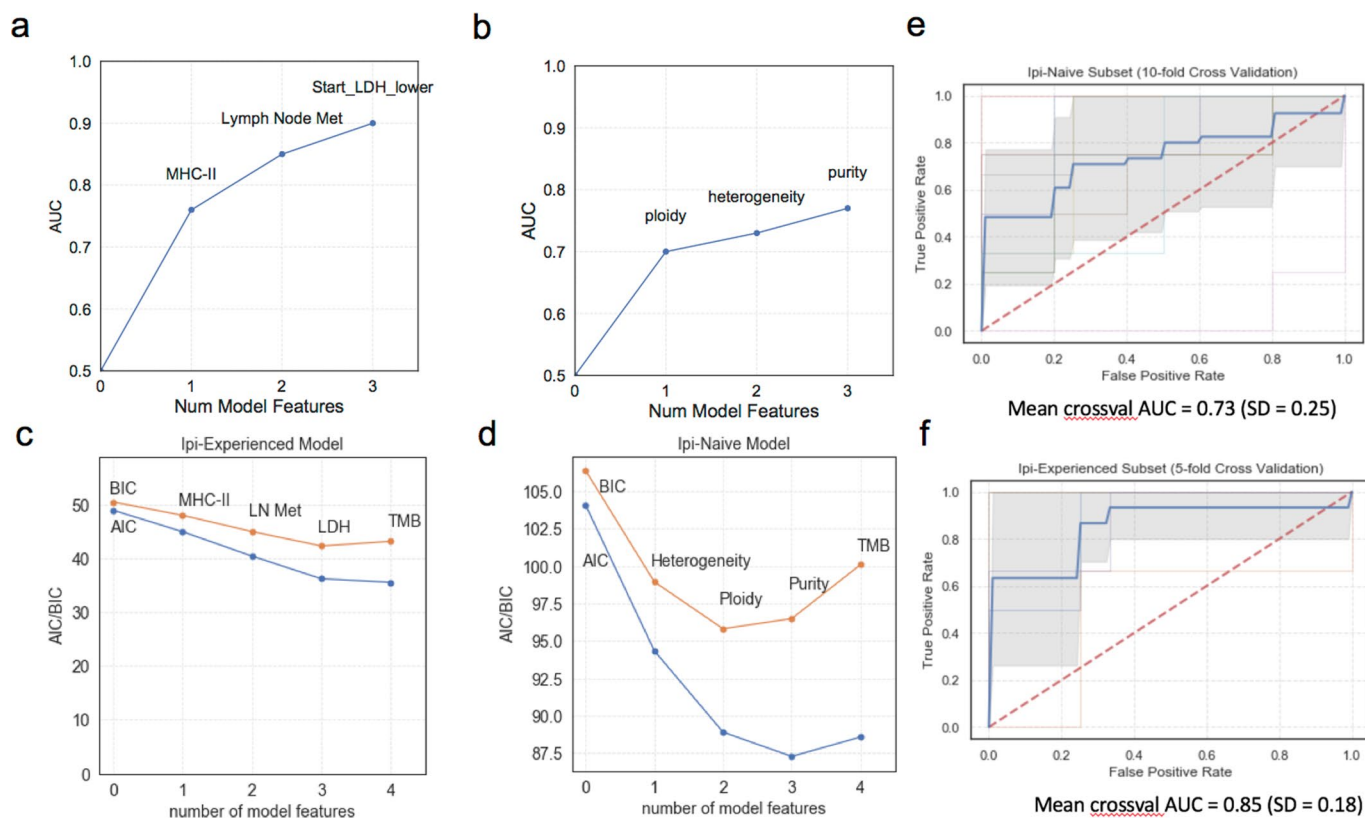 a
1.0
0.9
0.8
0.7
0.6
0.5
AUC
Start_LDH_lower
Lymph Node Met
MHC-II
0
1
2
3
Num Model Features
b
1.0
0.9
0.8
0.7
0.6
0.5
AUC
purity
heterogeneity
ploidy
0
1
2
3
Num Model Features
e
Ipi-Naive Subset (10-fold Cross Validation)
1.0
0.8
0.6
0.4
0.2
0.0
True Positive Rate
0.0
0.2
0.4
0.6
0.8
1.0
False Positive Rate
Mean crossval AUC = 0.73 (SD = 0.25)
c
Ipi-Experienced Model
50
40
30
20
10
0
AIC/BIC
BIC
AIC
MHC-II
LN Met
LDH
TMB
0
1
2
3
4
number of model features
d
Ipi-Naive Model
105.0
102.5
100.0
97.5
95.0
92.5
90.0
87.5
AIC/BIC
BIC
AIC
Heterogeneity
Ploidy
Purity
TMB
0
1
2
3
4
number of model features
f
Ipi-Experienced Subset (5-fold Cross Validation)
1.0
0.8
0.6
0.4
0.2
0.0
True Positive Rate
0.0
0.2
0.4
0.6
0.8
1.0
False Positive Rate
Mean crossval AUC = 0.85 (SD = 0.18)